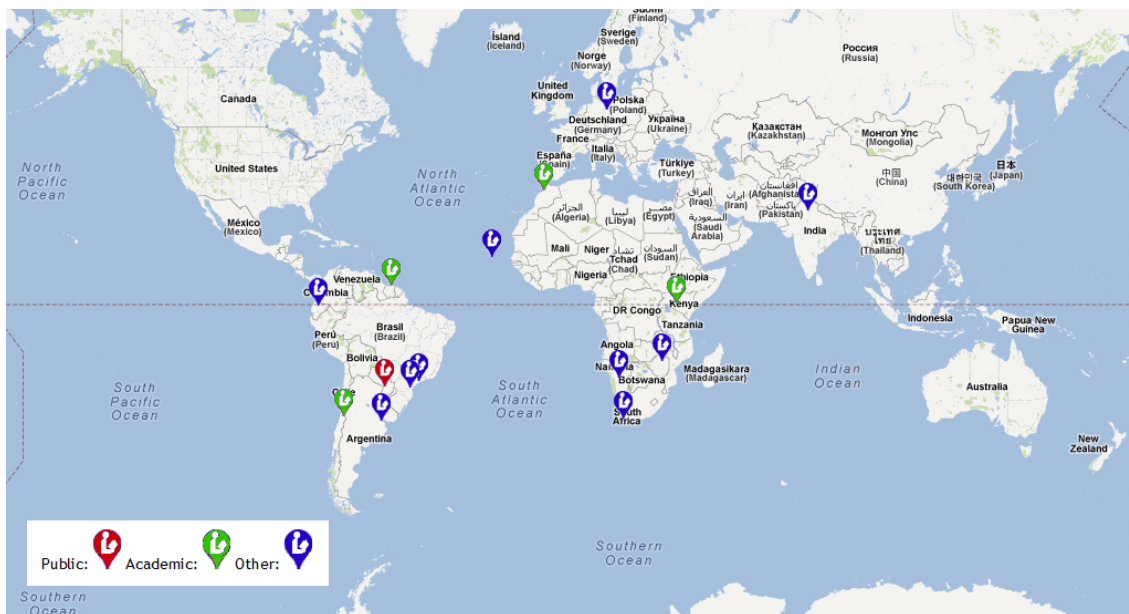 Suomi
(Finland)
Ísland
(Iceland)
Sverige
(Sweden)
Norge
(Norway)
Россия
(Russia)
Canada
United
Kingdom
Polska
(Poland)
Deutschland
(Germany)
Україна
(Ukraine)
France
Қазақстан
(Kazakhstan)
Монгол Улс
(Mongolia)
Italia
(Italy)
España
(Spain)
Türkiye
(Turkey)
United States
North
Pacific
Ocean
North
Atlantic
Ocean
中国
(China)
日本
(Japan)
대한민국
(South Korea)
العراق
(Iraq)
ایران
(Iran)
افغانستان
(Afghanistan)
پاکستان
(Pakistan)
الجزائر
(Algeria)
ليبيا
(Libya)
مصر
(Egypt)
السعودية
(Saudi
Arabia)
México
(Mexico)
India
ประเทศ
ไทย
(Thailand)
Mali
Niger
تشاد
Tchad
(Chad)
السودان
(Sudan)
Nigeria
Ethiopia
Venezuela
Colombia
Kenya
DR Congo
Tanzania
Indonesia
Papua New
Guinea
Perú
(Peru)
Brasil
(Brazil)
Bolivia
Angola
Namibia
Botswana
Madagasikara
(Madagascar)
South
Pacific
Ocean
South
Atlantic
Ocean
Indian
Ocean
Australia
Chile
South
Africa
Argentina
New
Zealand
Public: Academic: Other:
Southern
Ocean
Southern
Ocean